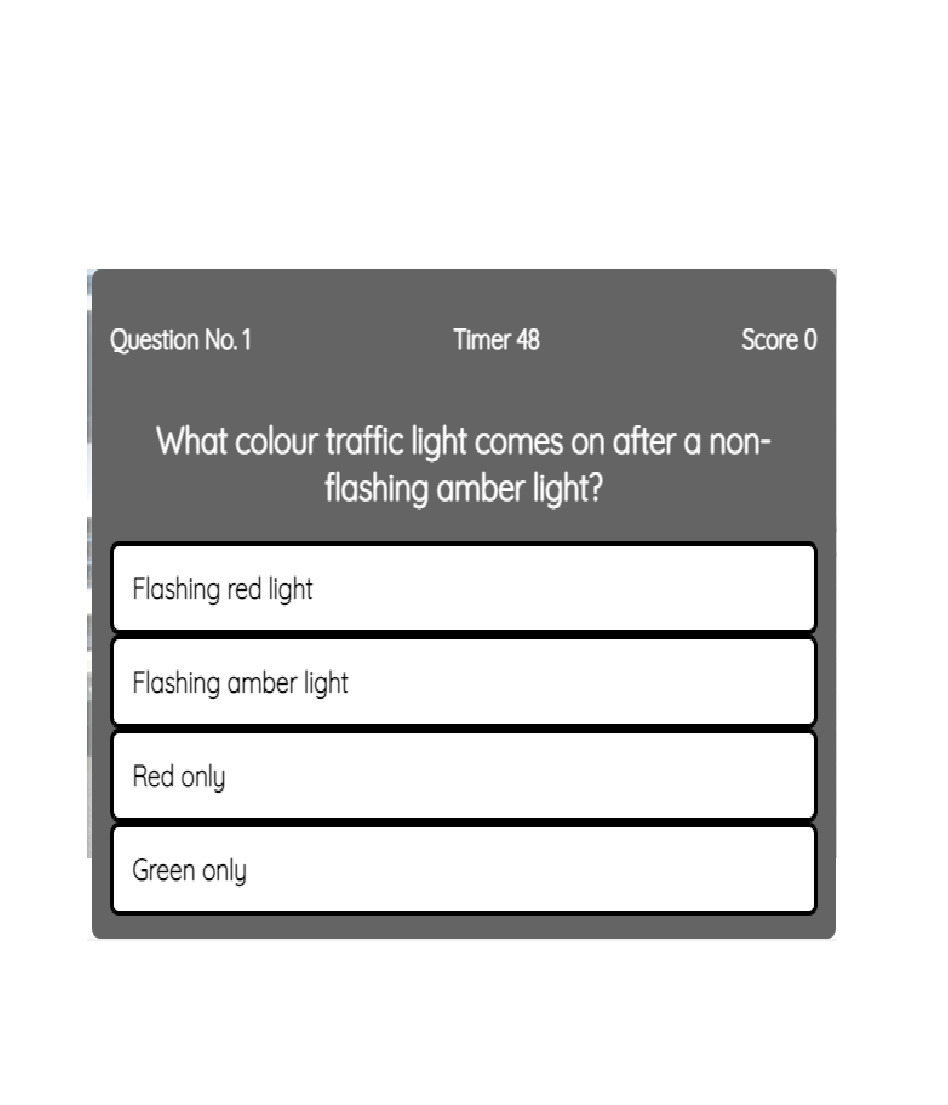 Question No. 1
Timer 48
Score 0
What colour traffic light comes on after a non-
flashing amber light?
Flashing red light
Flashing amber light
Red only
Green only